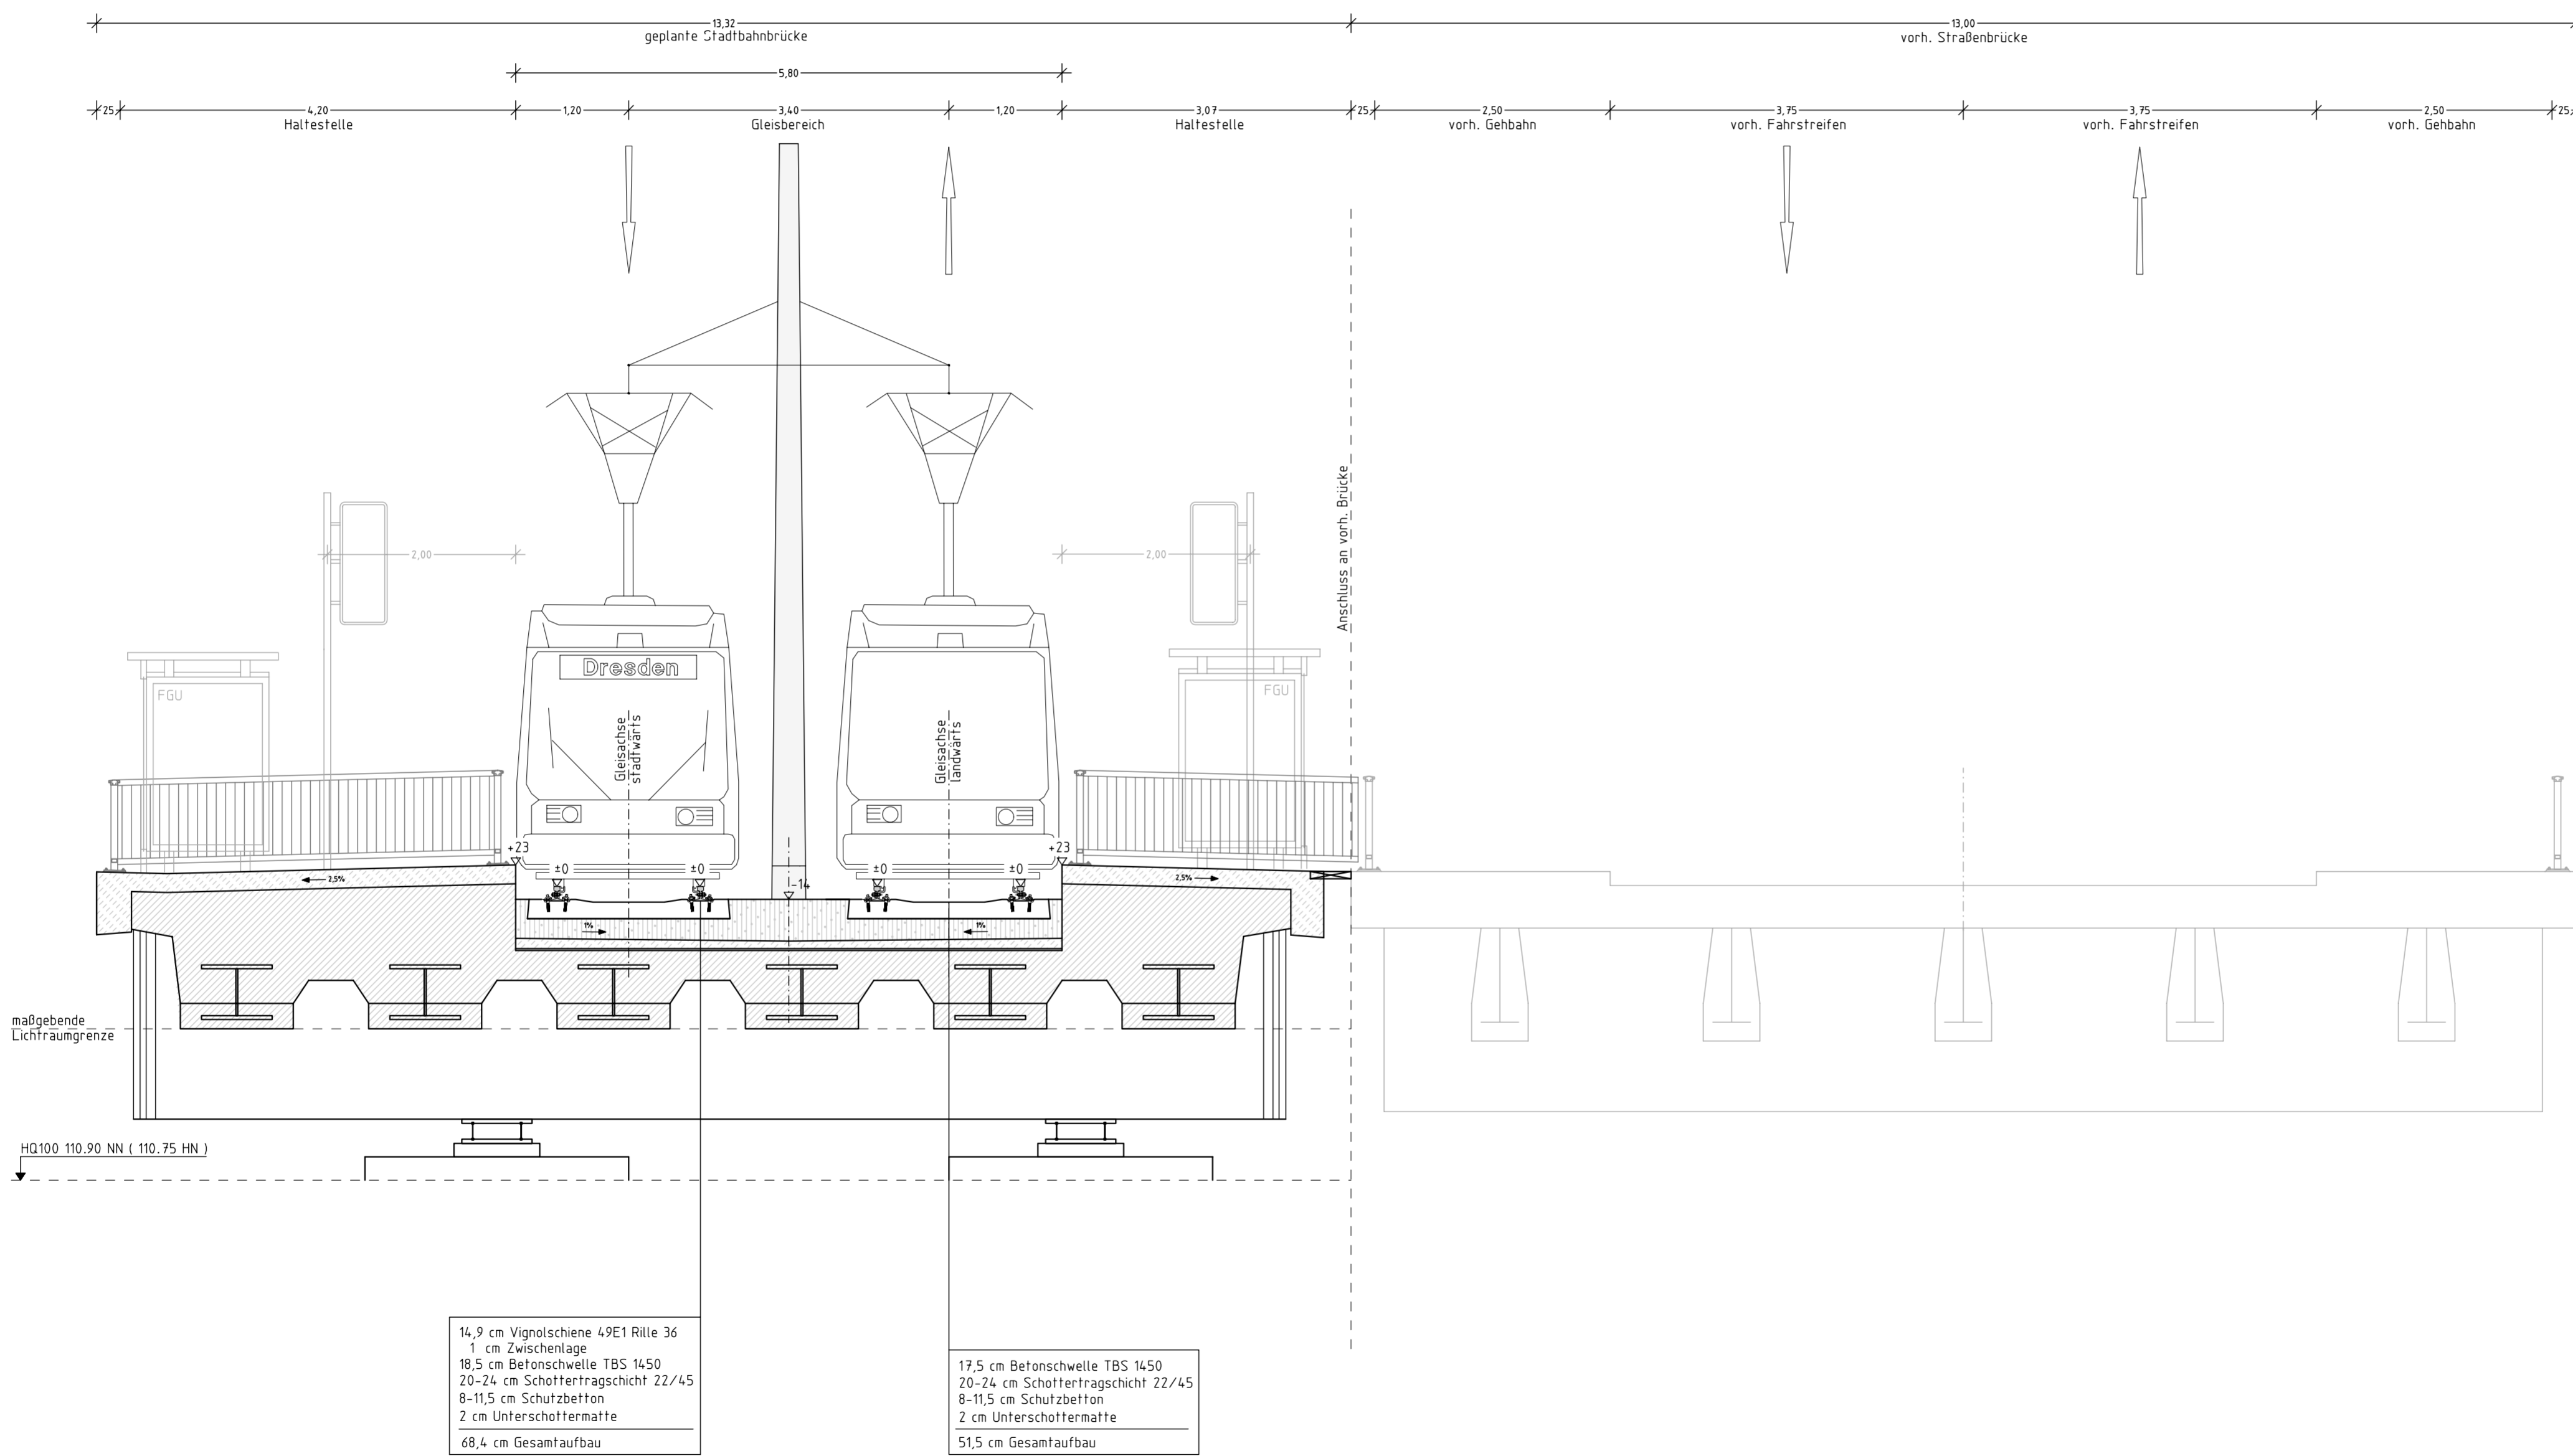 13,32
geplante Stadtbahnbrücke
13,00
vorh. Straßenbrücke
5,80
25
4,20
Haltestelle
1,20
3,40
Gleisbereich
1,20
3,07
Haltestelle
25
2,50
vorh. Gehbahn
3,75
vorh. Fahrstreifen
3,75
vorh. Fahrstreifen
2,50
vorh. Gehbahn
25
Anschluss an vorh. Brücke
2,00
2,00
FGU
FGU
Dresden
Gleisachse
stadtwärts
Gleisachse
landwärts
+23
±0
±0
±0
±0
+23
-14
2,5%
2,5%
1%
1%
maßgebende
Lichtraumgrenze
HQ100 110.90 NN ( 110.75 HN )
14,9 cm Vignolschiene 49E1 Rille 36
1 cm Zwischenlage
18,5 cm Betonschwelle TBS 1450
20-24 cm Schottertragschicht 22/45
8-11,5 cm Schutzbetton
2 cm Unterschottermatte
68,4 cm Gesamtaufbau
17,5 cm Betonschwelle TBS 1450
20-24 cm Schottertragschicht 22/45
8-11,5 cm Schutzbetton
2 cm Unterschottermatte
51,5 cm Gesamtaufbau